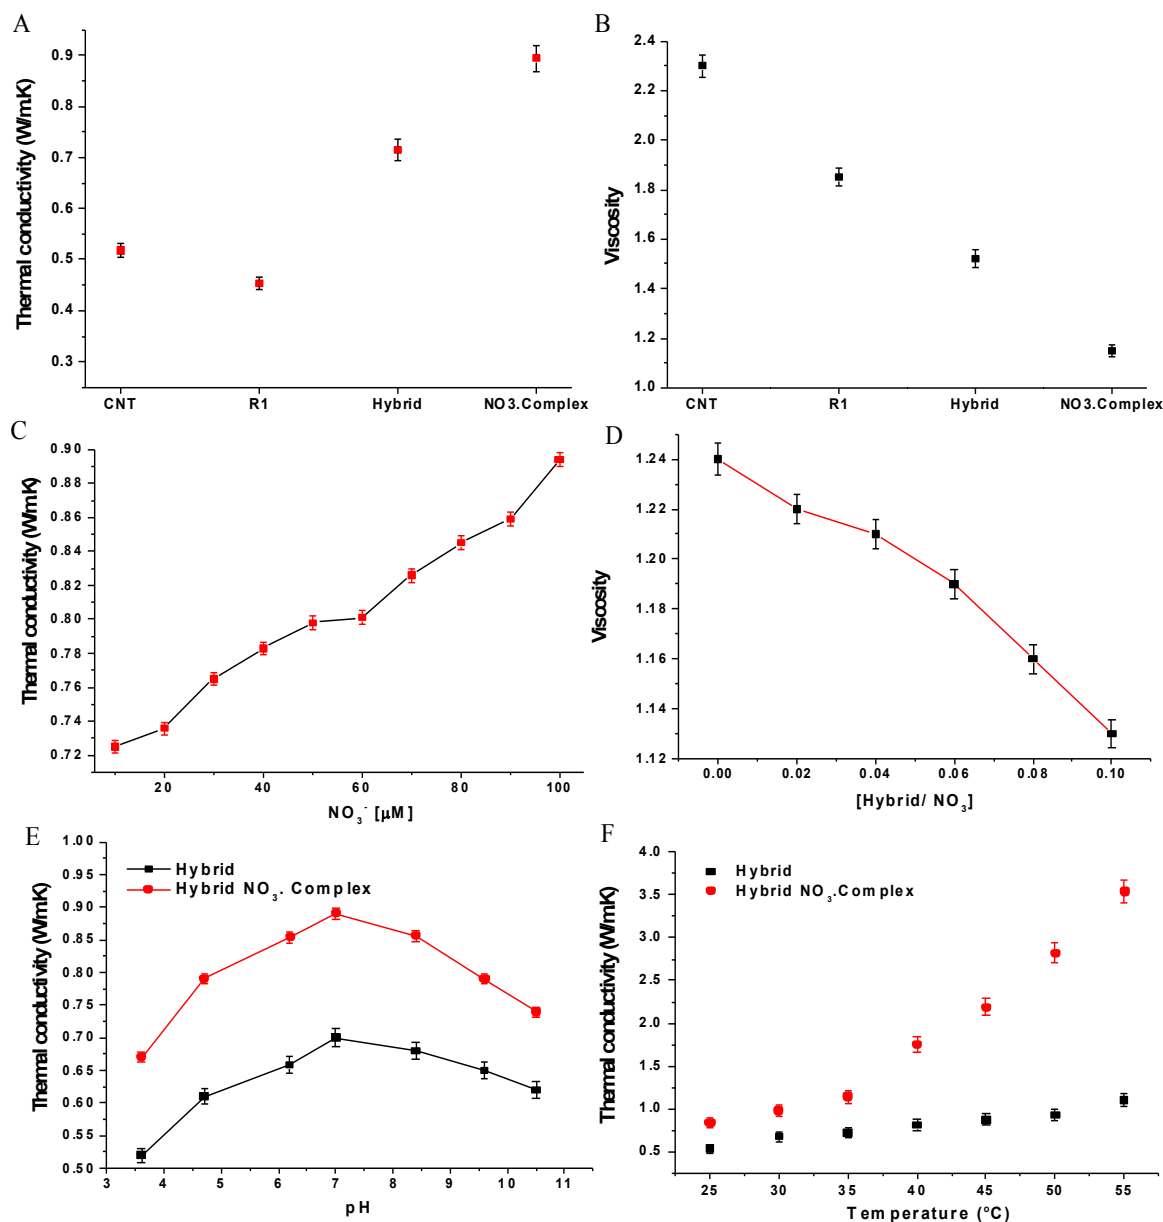 A
Thermal conductivity (W/mK)
0.9
0.8
0.7
0.6
0.5
0.4
0.3
CNT R1 Hybrid NO3.Complex
B
Viscosity
2.4
2.2
2.0
1.8
1.6
1.4
1.2
1.0
CNT R1 Hybrid NO3.Complex
C
Thermal conductivity (W/mK)
0.90
0.86
0.84
0.80
0.76
0.74
0.72
20 40 60 80 100
NO₃⁻ [μM]
D
Viscosity
1.24
1.22
1.20
1.18
1.16
1.14
1.12
0.00 0.02 0.04 0.06 0.08 0.10
[Hybrid/ NO₃]
E
Thermal conductivity (W/mK)
1.00
0.95
0.90
0.85
0.80
0.75
0.70
0.65
0.60
0.55
0.50
Hybrid
Hybrid NO₃. Complex
3 4 5 6 7 8 9 10 11
pH
F
Thermal conductivity (W/mK)
4.0
3.5
3.0
2.5
2.0
1.5
1.0
0.5
Hybrid
Hybrid NO₃.Complex
25 30 35 40 45 50 55
Temperature (°C)